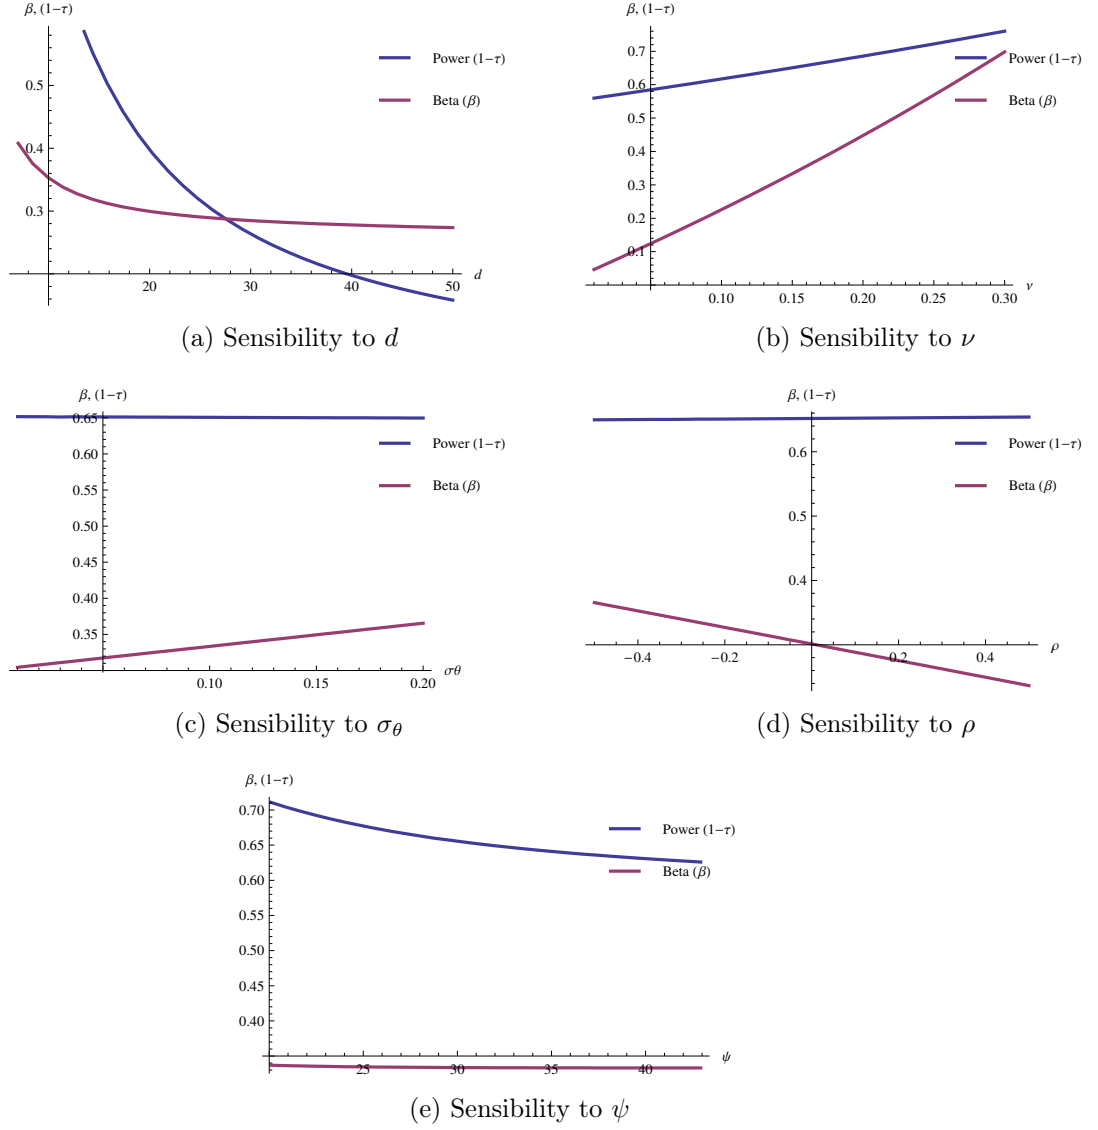 β, (1−τ)
0.5
0.4
0.3
20 30 40 50 d
Power (1−τ)
Beta (β)
(a) Sensibility to d
β, (1−τ)
0.7
0.6
0.5
0.4
0.3
0.2
0.1
0.10 0.15 0.20 0.25 0.30 ν
Power (1−τ)
Beta (β)
(b) Sensibility to ν
β, (1−τ)
0.65
0.60
0.55
0.50
0.45
0.40
0.35
0.10 0.15 0.20 σθ
Power (1−τ)
Beta (β)
(c) Sensibility to σθ
β, (1−τ)
0.6
0.5
0.4
−0.4 −0.2 0.2 0.4 ρ
Power (1−τ)
Beta (β)
(d) Sensibility to ρ
β, (1−τ)
0.70
0.65
0.60
0.55
0.50
0.45
0.40
25 30 35 40 ψ
Power (1−τ)
Beta (β)
(e) Sensibility to ψ